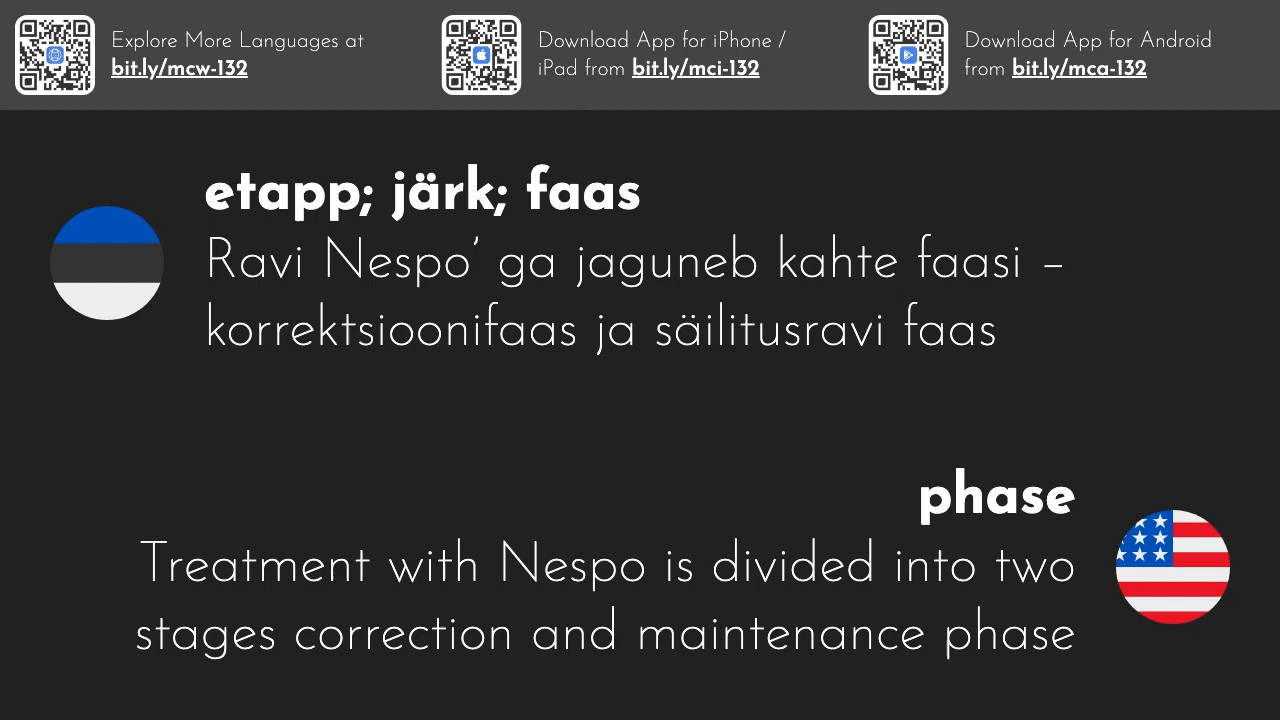 Explore More Languages at
bit.ly/mcw-132
Download App for iPhone /
iPad from bit.ly/mci-132
Download App for Android
from bit.ly/mca-132
etapp; järk; faas
Ravi Nespo’ ga jaguneb kahte faasi –
korrektsioonifaas ja säilitusravi faas
phase
Treatment with Nespo is divided into two
stages correction and maintenance phase